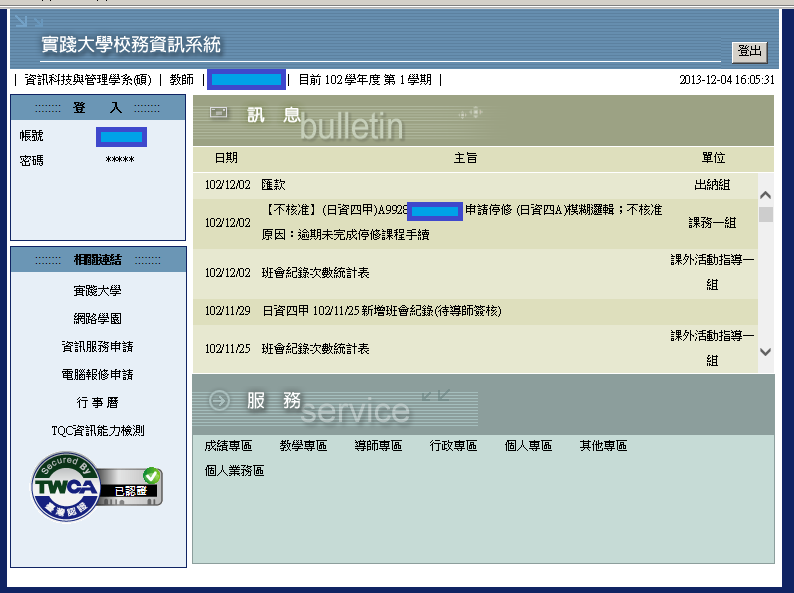 實踐大學校務資訊系統
登出
| 資訊科技與管理學系(碩) | 教師 | | 目前 102 學年度 第 1 學期 |
2013-12-04 16:05:31
登 入
帳號
密碼 *****
相關連結
實踐大學
網路學園
資訊服務申請
電腦報修申請
行 事 曆
TQC資訊能力檢測
Secured By
TWCA
臺灣認證
已認證
訊 息
bulletin
日期 主旨 單位
102/12/02 匯款 出納組
【不核准】(日資四甲)A9928 申請停修 (日資四A)模糊邏輯；不核准
102/12/02 課務一組
原因：逾期未完成停修課程手續
102/12/02 班會紀錄次數統計表 課外活動指導一
組
102/11/29 日資四甲 102/11/25 新增班會紀錄(待導師簽核)
102/11/25 班會紀錄次數統計表 課外活動指導一
組
服 務
service
成績專區 教學專區 導師專區 行政專區 個人專區 其他專區
個人業務區